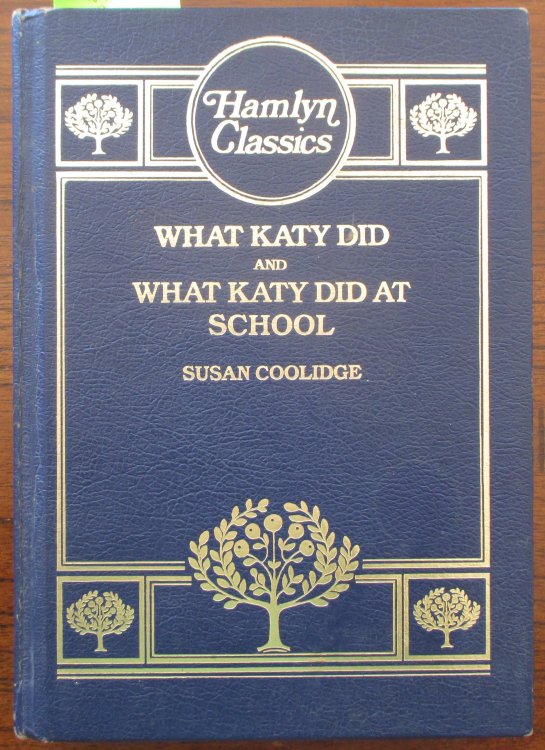 Hamlyn
Classics
WHAT KATY DID
AND
WHAT KATY DID AT
SCHOOL
SUSAN COOLIDGE